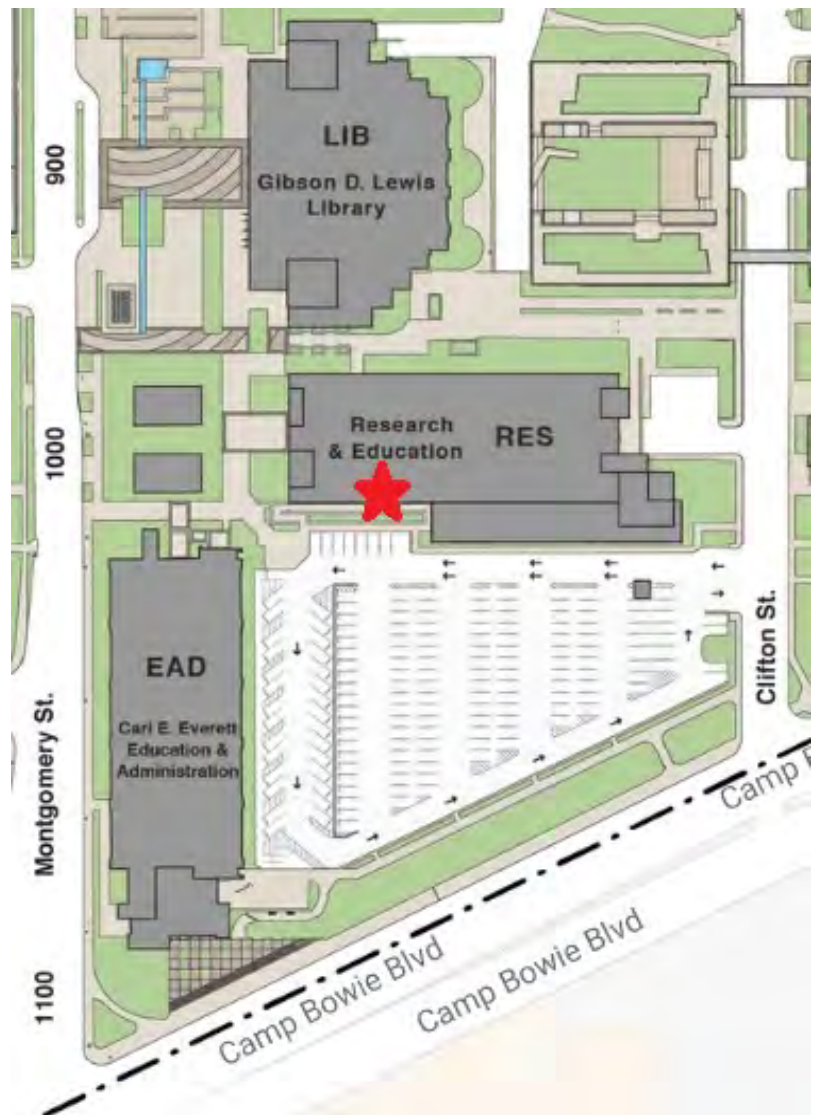 LIB
Gibson D. Lewis
Library
900
Research
& Education
RES
1000
EAD
Carl E. Everett
Education &
Administration
Montgomery St.
Clifton St.
1100
Camp Bowie Blvd
Camp Bowie Blvd
Camp B